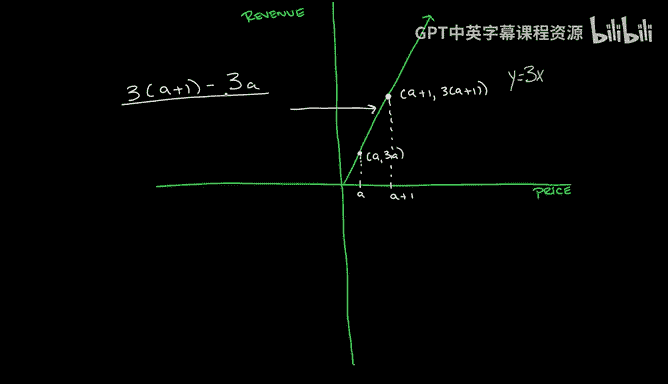 REVENUE
GPT中英字幕课程资源 bilibili
3(a+1) - 3a
(a+1, 3(a+1))
y=3x
(a, 3a)
a
a+1
PRICE